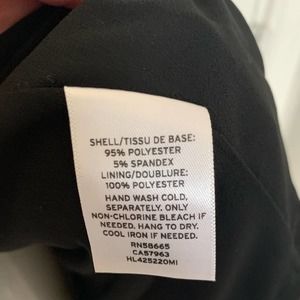 SHELL/TISSU DE BASE:
95% POLYESTER
5% SPANDEX
LINING/DOUBLURE:
100% POLYESTER
HAND WASH COLD,
SEPARATELY. ONLY
NON-CHLORINE BLEACH IF
NEEDED. HANG TO DRY.
COOL IRON IF NEEDED.
RN58665
CA57963
HL425220MI